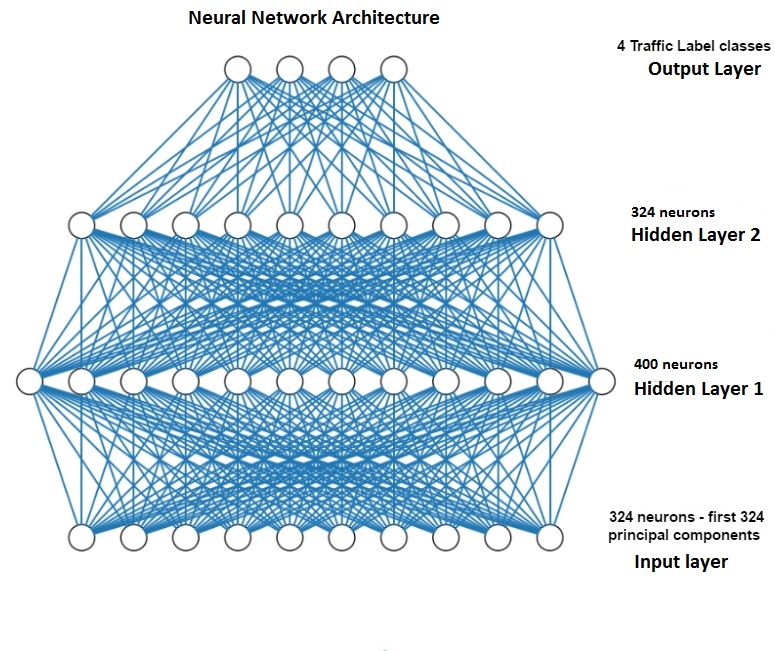 Neural Network Architecture
4 Traffic Label classes
Output Layer
324 neurons
Hidden Layer 2
400 neurons
Hidden Layer 1
324 neurons - first 324
principal components
Input layer